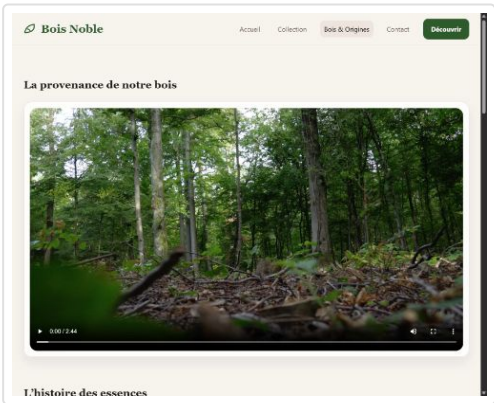 Bois Noble
Accueil Collection Bois & Origines Contact Découvrir
La provenance de notre bois
0:00 / 2:44
L'histoire des essences